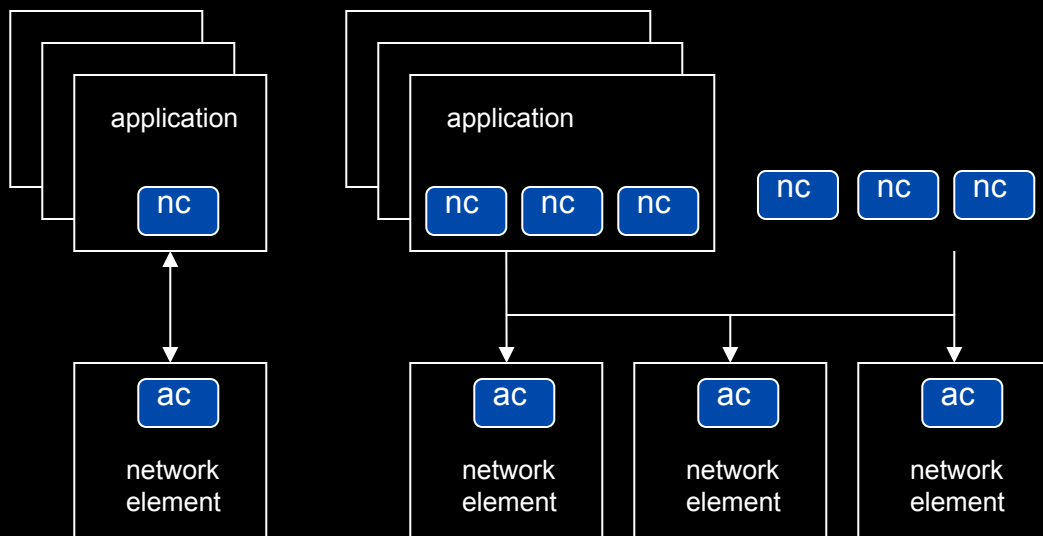 application
application
nc
nc
nc
nc
nc
nc
nc
ac
ac
ac
ac
network
element
network
element
network
element
network
element